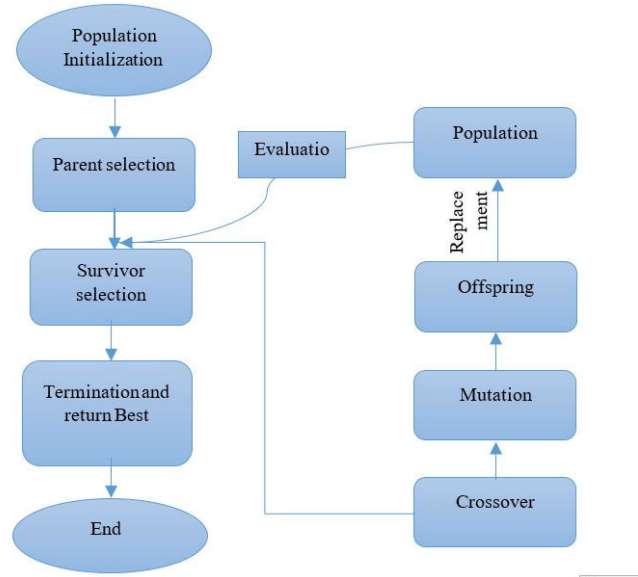 Population
Initialization
Parent selection
Survivor
selection
Termination and
return Best
End
Evaluatio
Population
Replace
ment
Offspring
Mutation
Crossover